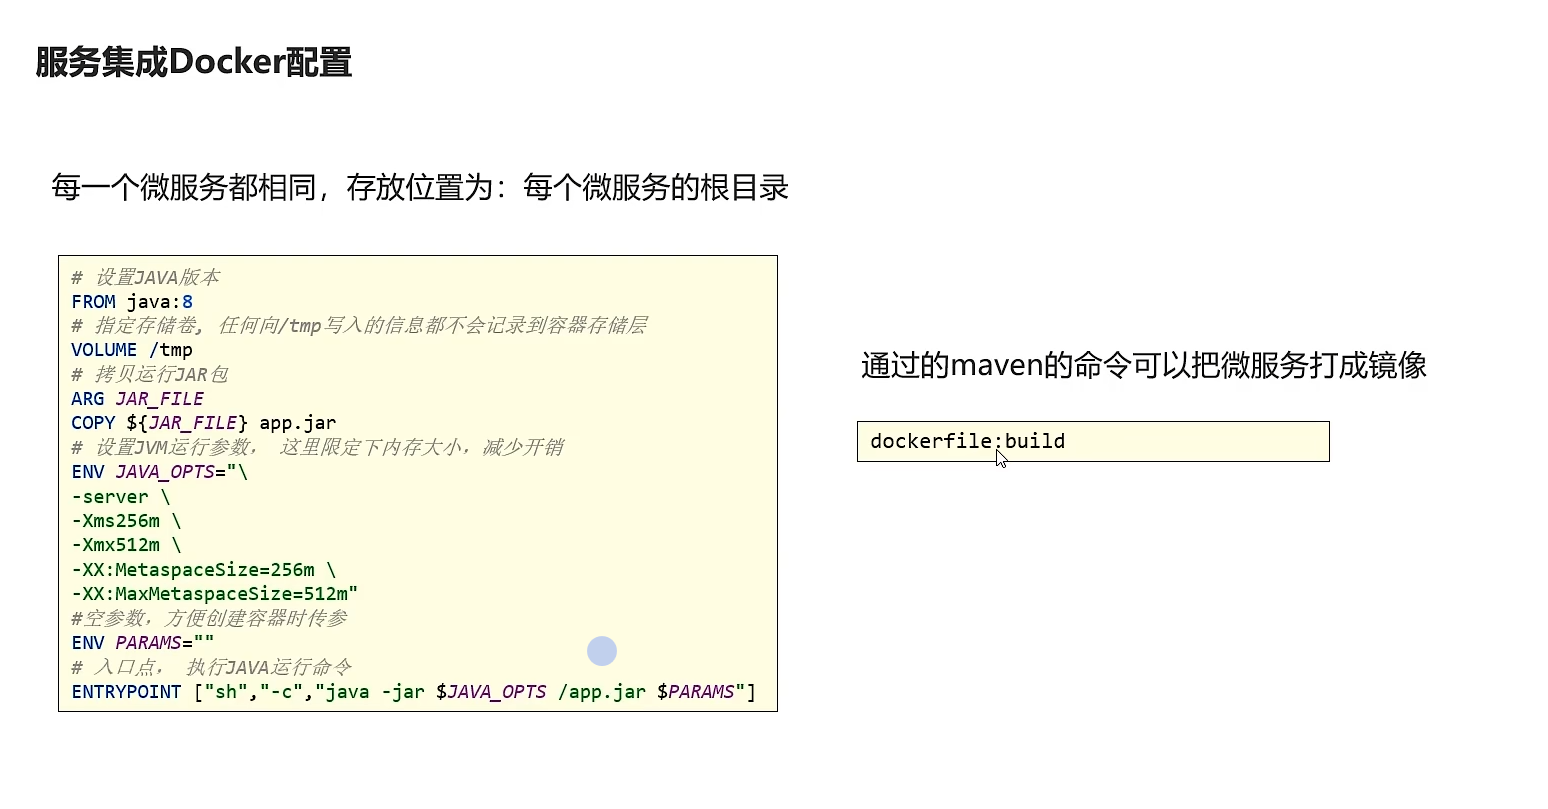 服务集成Docker配置
每一个微服务都相同，存放位置为：每个微服务的根目录
# 设置JAVA版本
FROM java:8
# 指定存储卷, 任何向/tmp写入的信息都不会记录到容器存储层
VOLUME /tmp
# 拷贝运行JAR包
ARG JAR_FILE
COPY ${JAR_FILE} app.jar
# 设置JVM运行参数， 这里限定下内存大小，减少开销
ENV JAVA_OPTS="\
-server \
-Xms256m \
-Xmx512m \
-XX:MetaspaceSize=256m \
-XX:MaxMetaspaceSize=512m"
#空参数，方便创建容器时传参
ENV PARAMS=""
# 入口点， 执行JAVA运行命令
ENTRYPOINT ["sh","-c","java -jar $JAVA_OPTS /app.jar $PARAMS"]
通过的maven的命令可以把微服务打成镜像
dockerfile:build